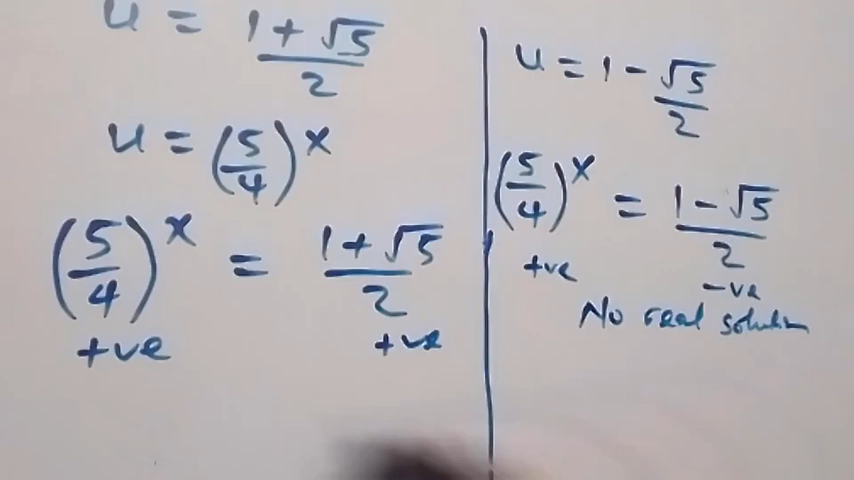 u = (1 + √5)/2
u = (5/4)^x
(5/4)^x = (1 + √5)/2
+ve +ve
u = 1 - √5/2
(5/4)^x = (1 - √5)/2
+ve -ve
No real solution